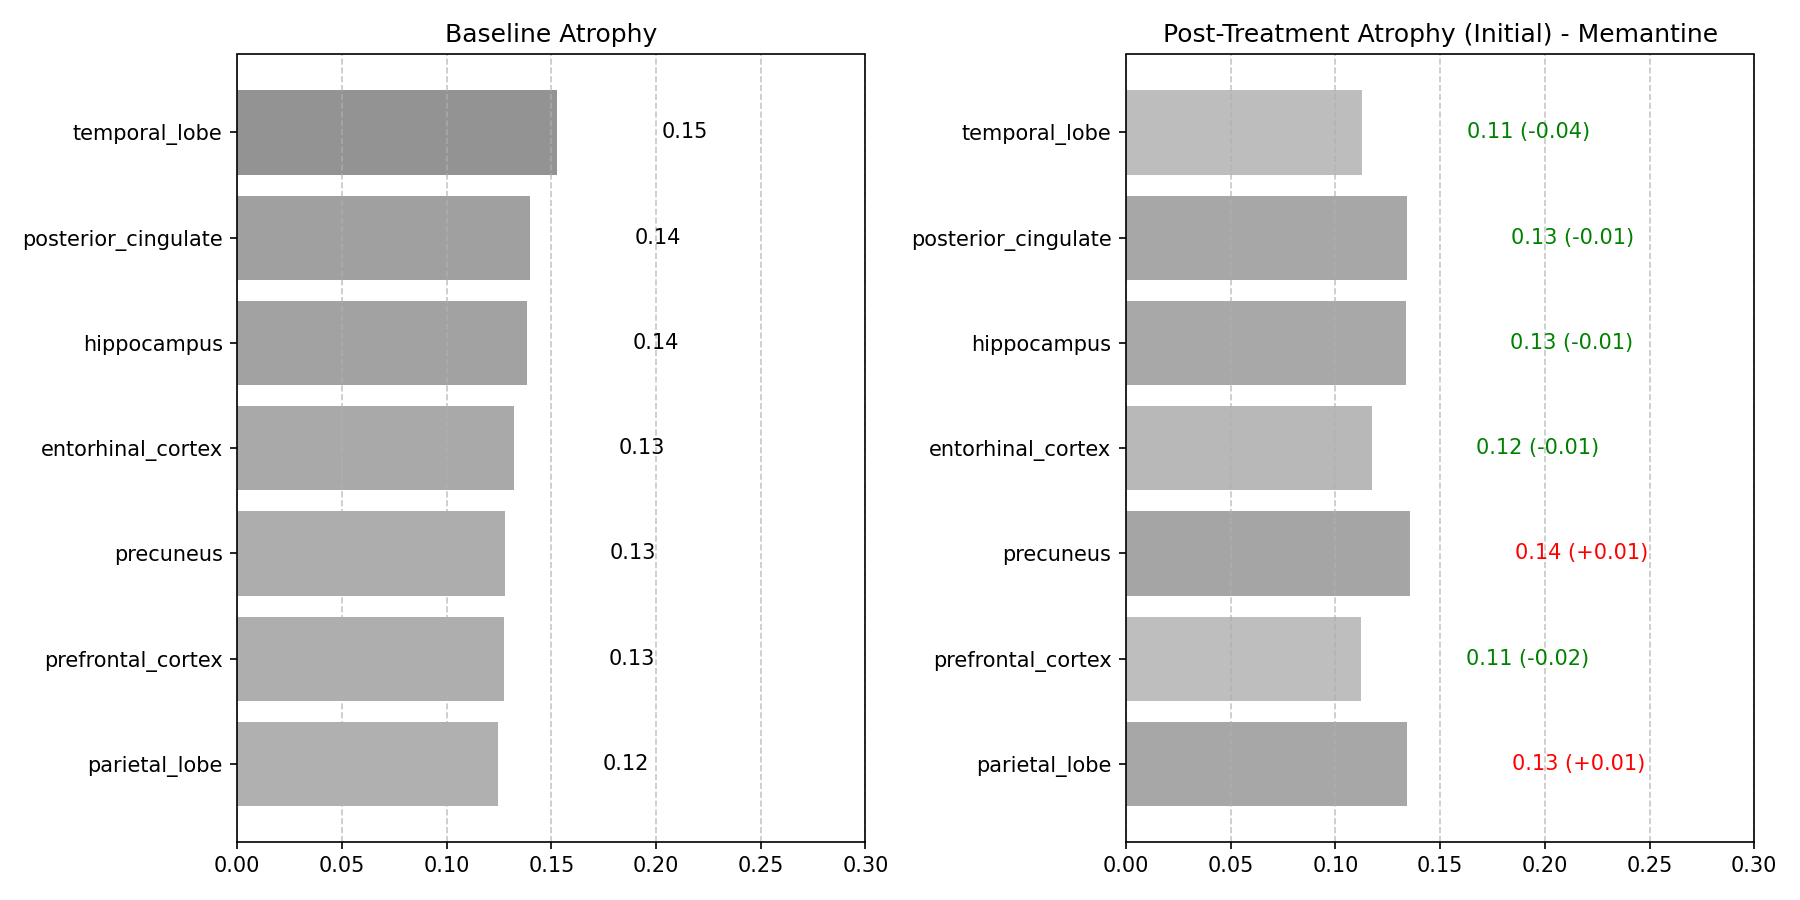 Baseline Atrophy
temporal_lobe 0.15
posterior_cingulate 0.14
hippocampus 0.14
entorhinal_cortex 0.13
precuneus 0.13
prefrontal_cortex 0.13
parietal_lobe 0.12
0.00 0.05 0.10 0.15 0.20 0.25 0.30
Post-Treatment Atrophy (Initial) - Memantine
temporal_lobe 0.11 (-0.04)
posterior_cingulate 0.13 (-0.01)
hippocampus 0.13 (-0.01)
entorhinal_cortex 0.12 (-0.01)
precuneus 0.14 (+0.01)
prefrontal_cortex 0.11 (-0.02)
parietal_lobe 0.13 (+0.01)
0.00 0.05 0.10 0.15 0.20 0.25 0.30